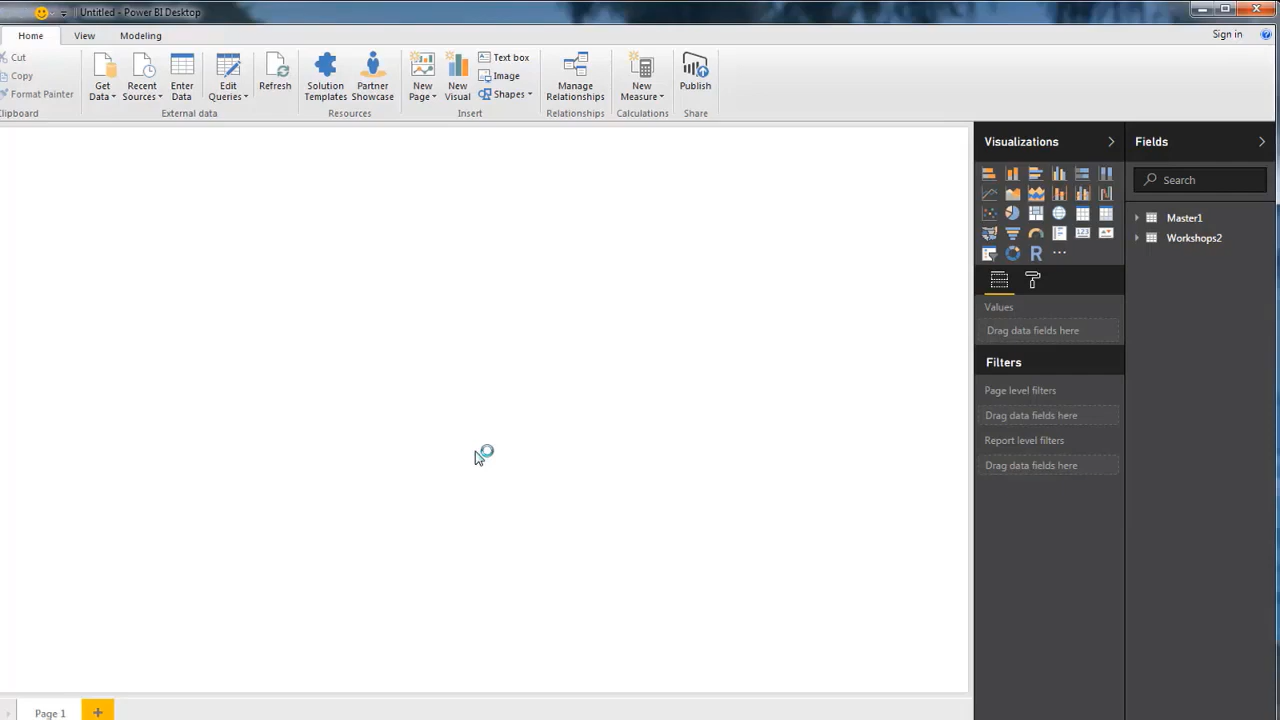 Untitled - Power BI Desktop
Home View Modeling Sign in
Cut
Copy
Format Painter
Clipboard
Get Data
Recent Sources
Enter Data
Edit Queries
Refresh
External data
Solution Templates
Partner Showcase
Resources
New Page
New Visual
Text box
Image
Shapes
Insert
Manage Relationships
Relationships
New Measure
Calculations
Publish
Share
Visualizations
R
123
Values
Drag data fields here
Filters
Page level filters
Drag data fields here
Report level filters
Drag data fields here
Fields
Search
Master1
Workshops2
Page 1